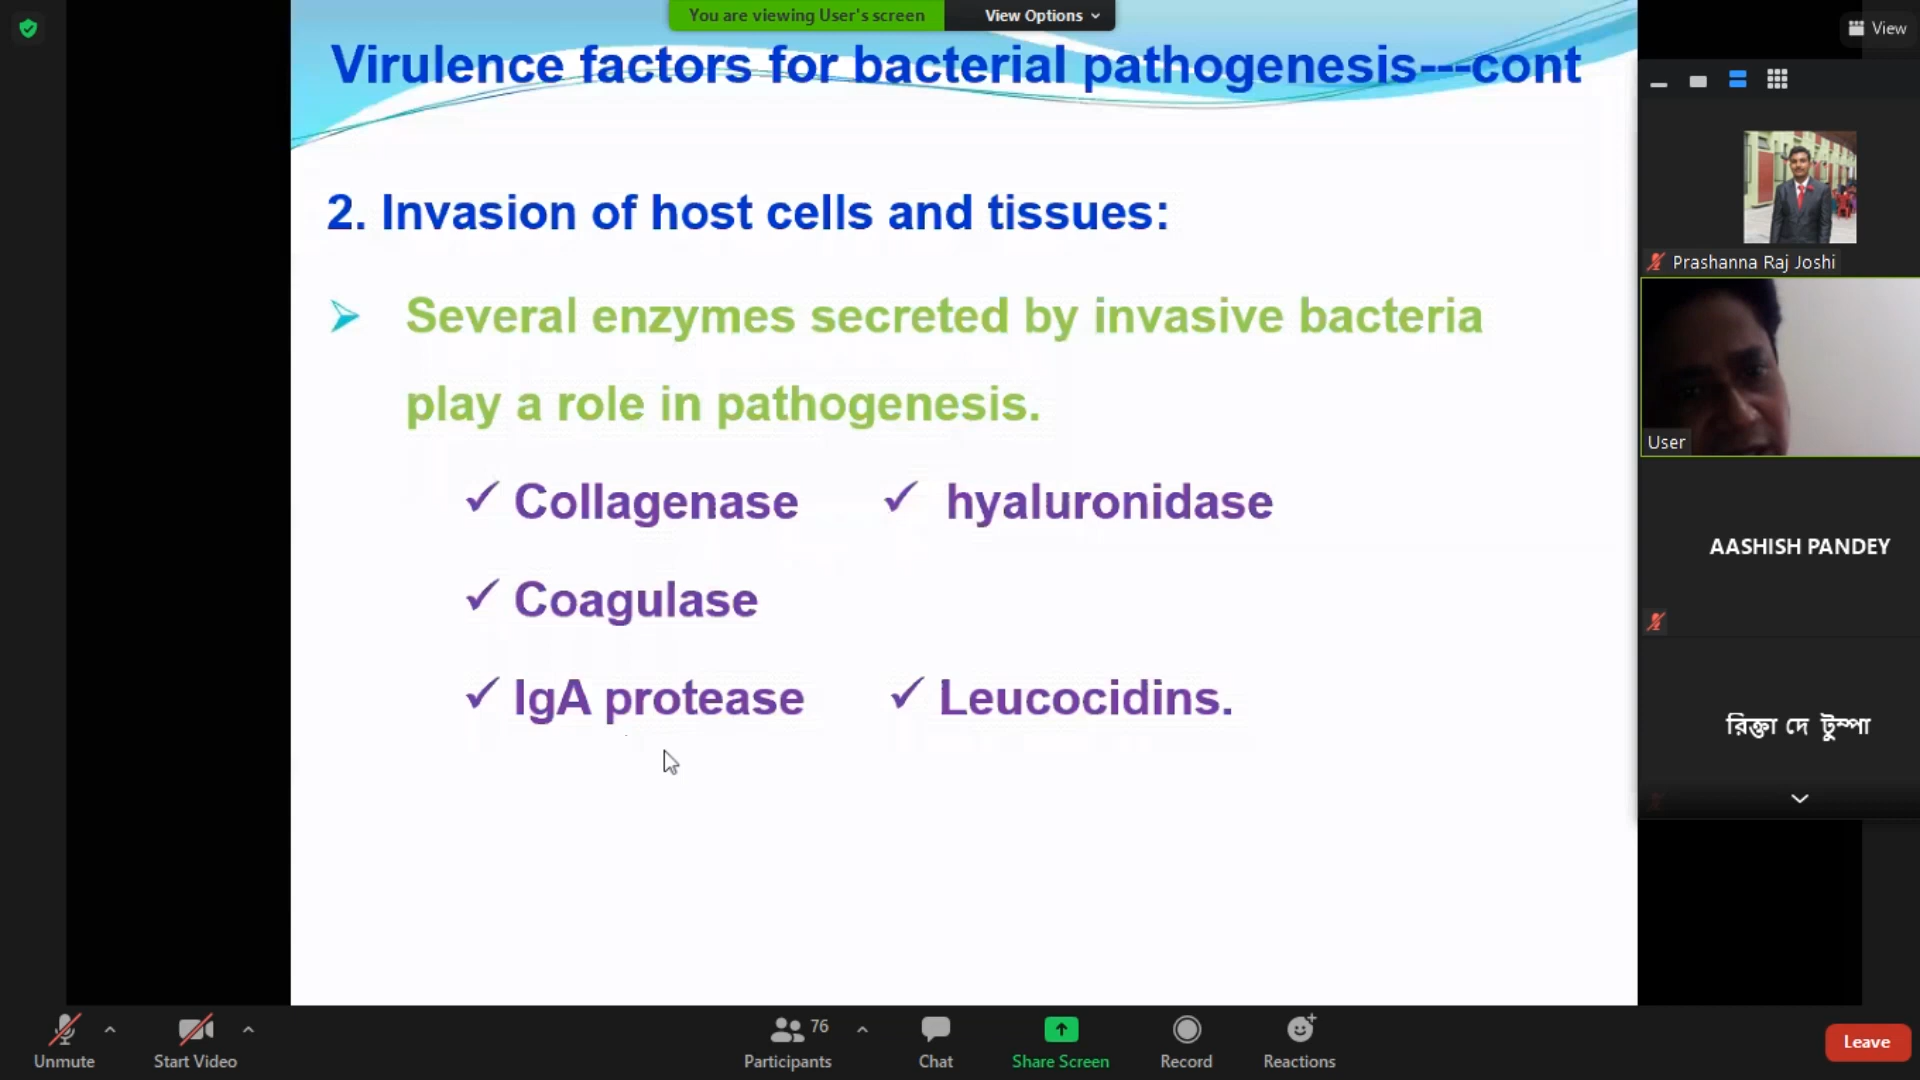 You are viewing User's screen View Options
View
Virulence factors for bacterial pathogenesis---cont
2. Invasion of host cells and tissues:
Several enzymes secreted by invasive bacteria
play a role in pathogenesis.
Collagenase hyaluronidase
Coagulase
IgA protease Leucocidins.
Prashanna Raj Joshi
User
AASHISH PANDEY
রিক্তা দে টুম্পা
Unmute Start Video Participants 76 Chat Share Screen Record Reactions Leave